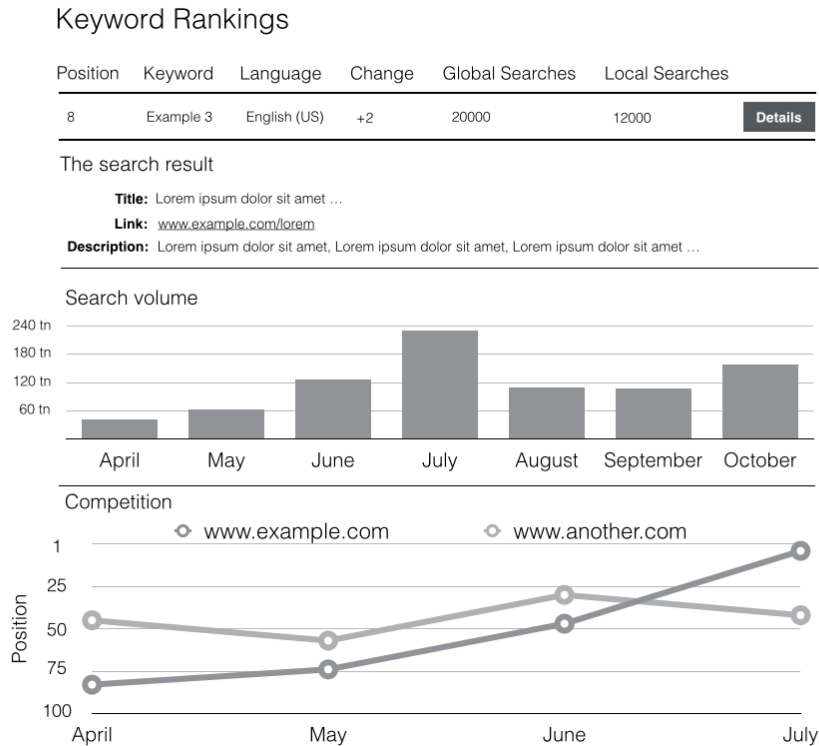 Keyword Rankings
Position Keyword Language Change Global Searches Local Searches
8 Example 3 English (US) +2 20000 12000 Details
The search result
Title: Lorem ipsum dolor sit amet …
Link: www.example.com/lorem
Description: Lorem ipsum dolor sit amet, Lorem ipsum dolor sit amet, Lorem ipsum dolor sit amet …
Search volume
240 tn
180 tn
120 tn
60 tn
April May June July August September October
Competition
www.example.com www.another.com
1
25
50
75
100
Position
April May June July